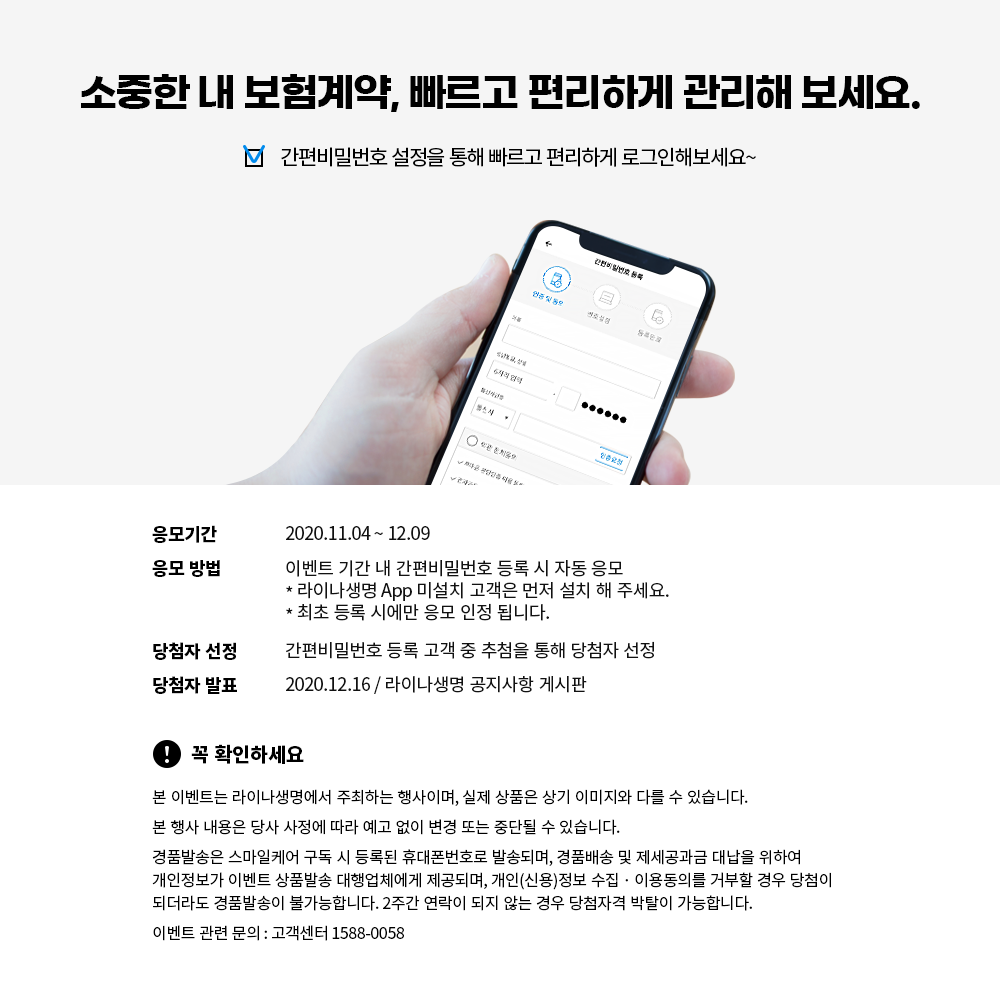 소중한 내 보험계약, 빠르고 편리하게 관리해 보세요.
간편비밀번호 설정을 통해 빠르고 편리하게 로그인해보세요~
간편비밀번호 등록
인증 및 동의
번호설정
등록완료
이름
6자리 입력
통신사
인증요청
응모기간 2020.11.04 ~ 12.09
응모 방법 이벤트 기간 내 간편비밀번호 등록 시 자동 응모
* 라이나생명 App 미설치 고객은 먼저 설치 해 주세요.
* 최초 등록 시에만 응모 인정 됩니다.
당첨자 선정 간편비밀번호 등록 고객 중 추첨을 통해 당첨자 선정
당첨자 발표 2020.12.16 / 라이나생명 공지사항 게시판
! 꼭 확인하세요
본 이벤트는 라이나생명에서 주최하는 행사이며, 실제 상품은 상기 이미지와 다를 수 있습니다.
본 행사 내용은 당사 사정에 따라 예고 없이 변경 또는 중단될 수 있습니다.
경품발송은 스마일케어 구독 시 등록된 휴대폰번호로 발송되며, 경품배송 및 제세공과금 대납을 위하여
개인정보가 이벤트 상품발송 대행업체에게 제공되며, 개인(신용)정보 수집 · 이용동의를 거부할 경우 당첨이
되더라도 경품발송이 불가능합니다. 2주간 연락이 되지 않는 경우 당첨자격 박탈이 가능합니다.
이벤트 관련 문의 : 고객센터 1588-0058